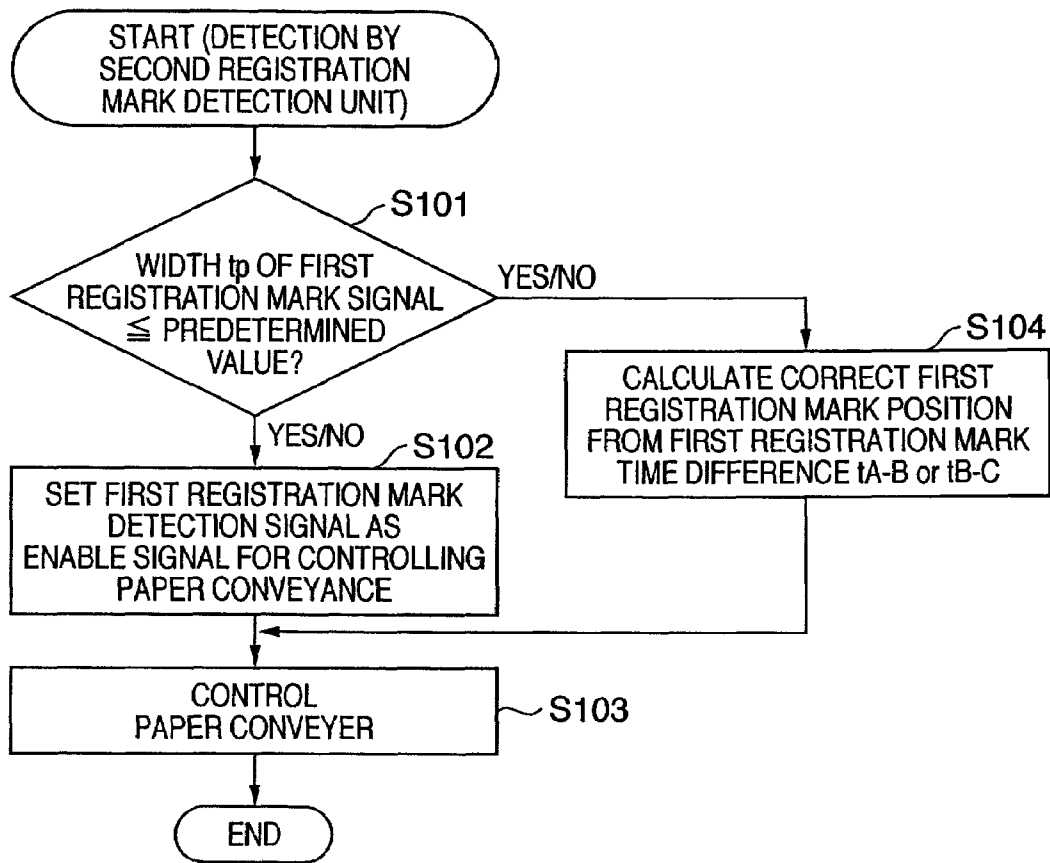 START (DETECTION BY
SECOND REGISTRATION
MARK DETECTION UNIT)
S101
WIDTH tp OF FIRST
REGISTRATION MARK SIGNAL
≦ PREDETERMINED
VALUE?
YES/NO
S104
CALCULATE CORRECT FIRST
REGISTRATION MARK POSITION
FROM FIRST REGISTRATION MARK
TIME DIFFERENCE tA-B or tB-C
YES/NO
S102
SET FIRST REGISTRATION MARK
DETECTION SIGNAL AS
ENABLE SIGNAL FOR CONTROLLING
PAPER CONVEYANCE
CONTROL
PAPER CONVEYER
S103
END